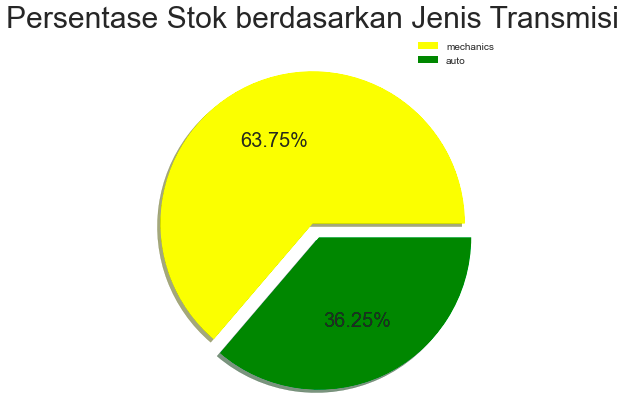 Persentase Stok berdasarkan Jenis Transmisi
mechanics
auto
63.75%
36.25%